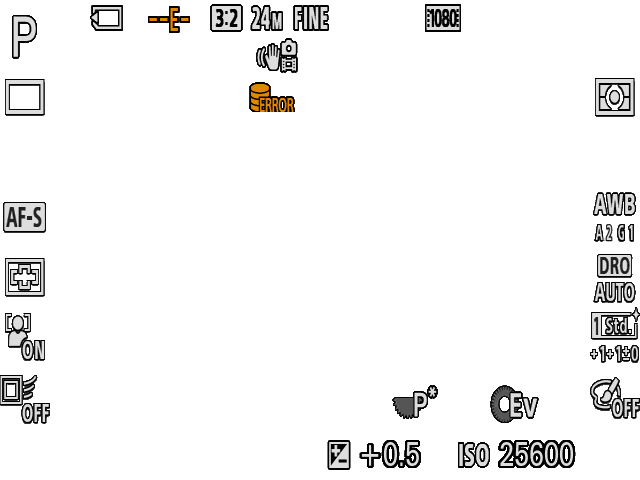 P E 3:2 24M FINE 1080
ERROR
AF-S
AWB
A2 G1
DRO
AUTO
1 Std.
+1+1±0
ON
OFF
P* EV
OFF
+0.5 ISO 25600